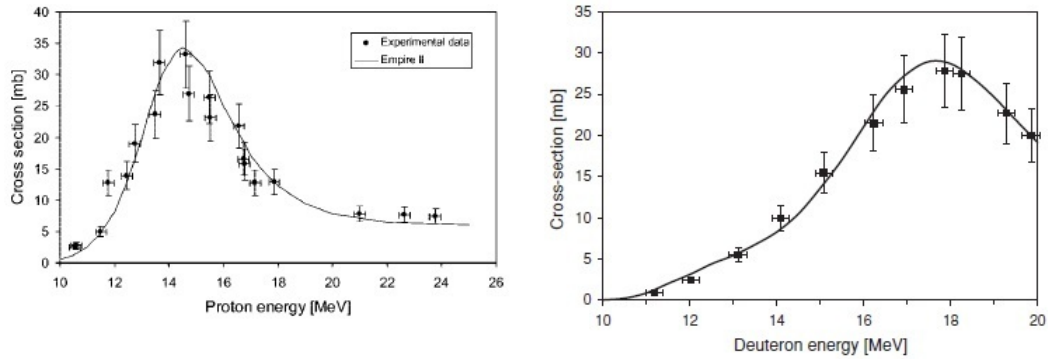 40
35
30
25
20
15
10
5
0
Cross section [mb]
Experimental data
Empire II
10 12 14 16 18 20 22 24 26
Proton energy [MeV]
35
30
25
20
15
10
5
0
Cross-section [mb]
10 12 14 16 18 20
Deuteron energy [MeV]